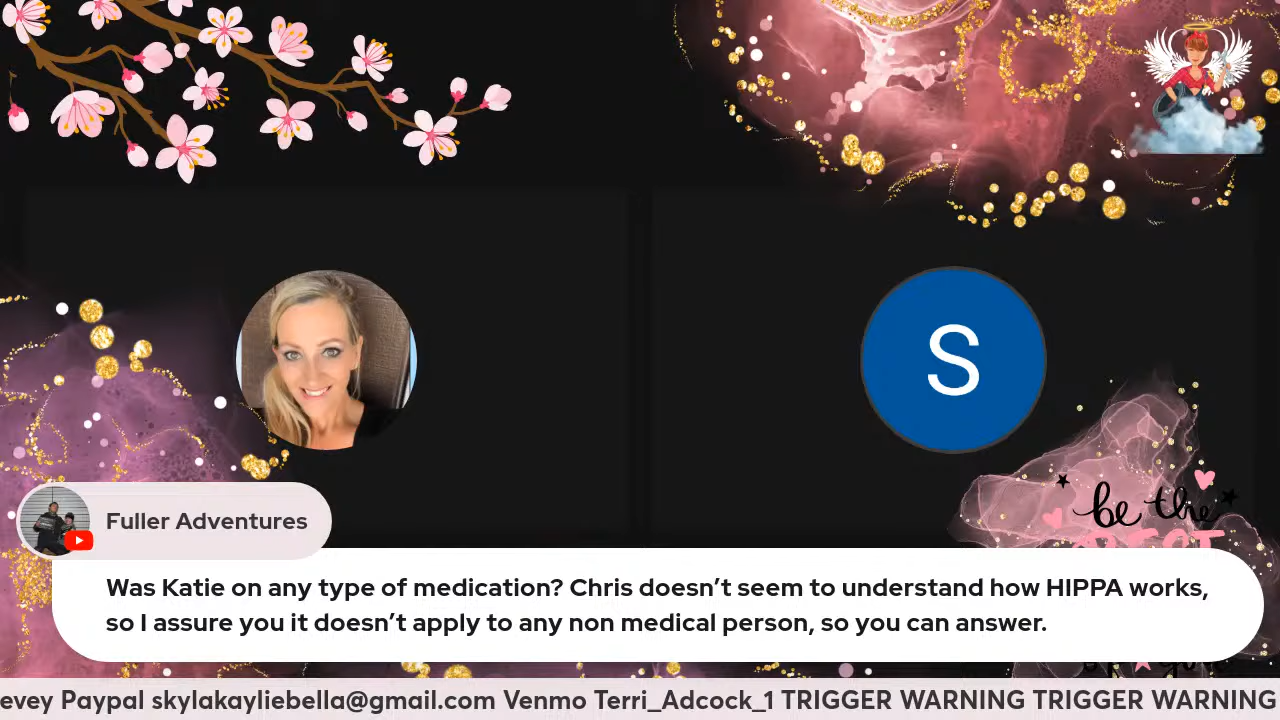 S
be the
Fuller Adventures
Was Katie on any type of medication? Chris doesn't seem to understand how HIPPA works,
so I assure you it doesn't apply to any non medical person, so you can answer.
evey Paypal skylakayliebella@gmail.com Venmo Terri_Adcock_1 TRIGGER WARNING TRIGGER WARNING